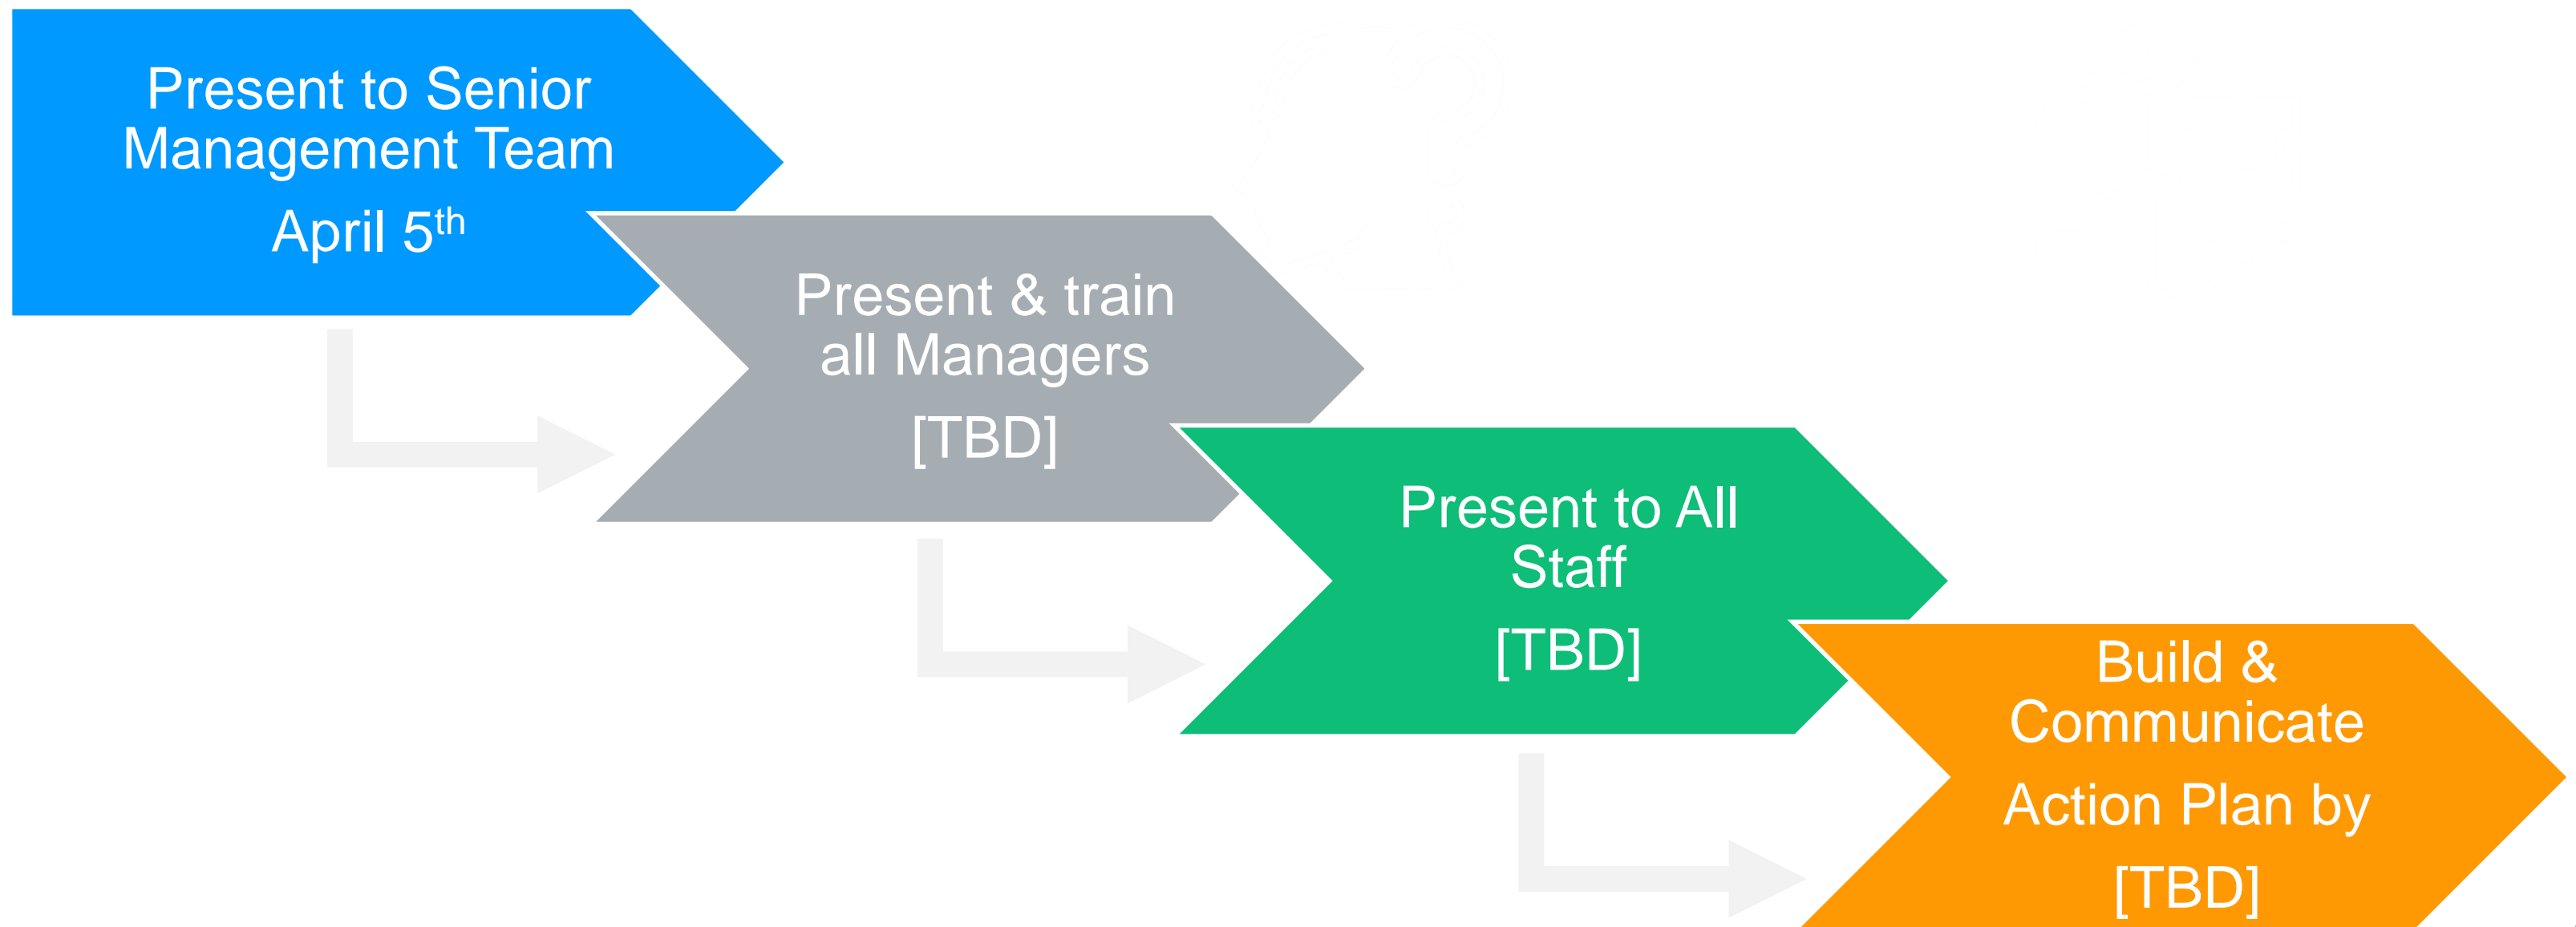 Present to Senior
Management Team
April 5th
Present & train
all Managers
[TBD]
Present to All
Staff
[TBD]
Build &
Communicate
Action Plan by
[TBD]